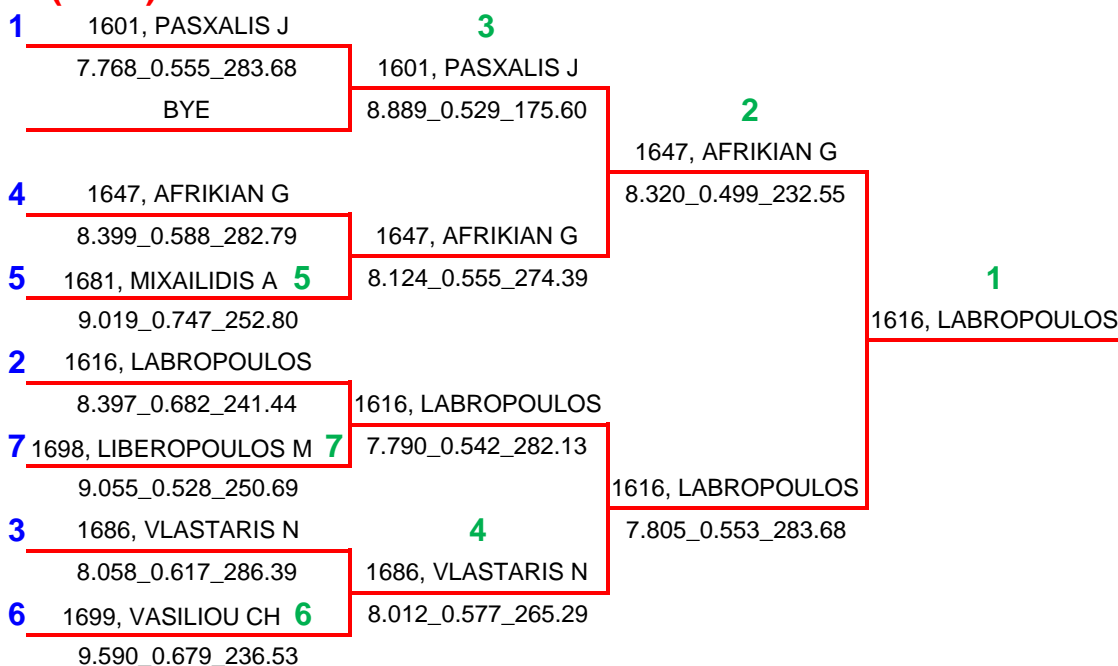 1 1601, PASXALIS J 3
7.768_0.555_283.68 1601, PASXALIS J
BYE 8.889_0.529_175.60 2
1647, AFRIKIAN G
4 1647, AFRIKIAN G 8.320_0.499_232.55
8.399_0.588_282.79 1647, AFRIKIAN G
5 1681, MIXAILIDIS A 5 8.124_0.555_274.39 1
9.019_0.747_252.80 1616, LABROPOULOS
2 1616, LABROPOULOS
8.397_0.682_241.44 1616, LABROPOULOS
7 1698, LIBEROPOULOS M 7 7.790_0.542_282.13
9.055_0.528_250.69 1616, LABROPOULOS
3 1686, VLASTARIS N 4 7.805_0.553_283.68
8.058_0.617_286.39 1686, VLASTARIS N
6 1699, VASILIOU CH 6 8.012_0.577_265.29
9.590_0.679_236.53